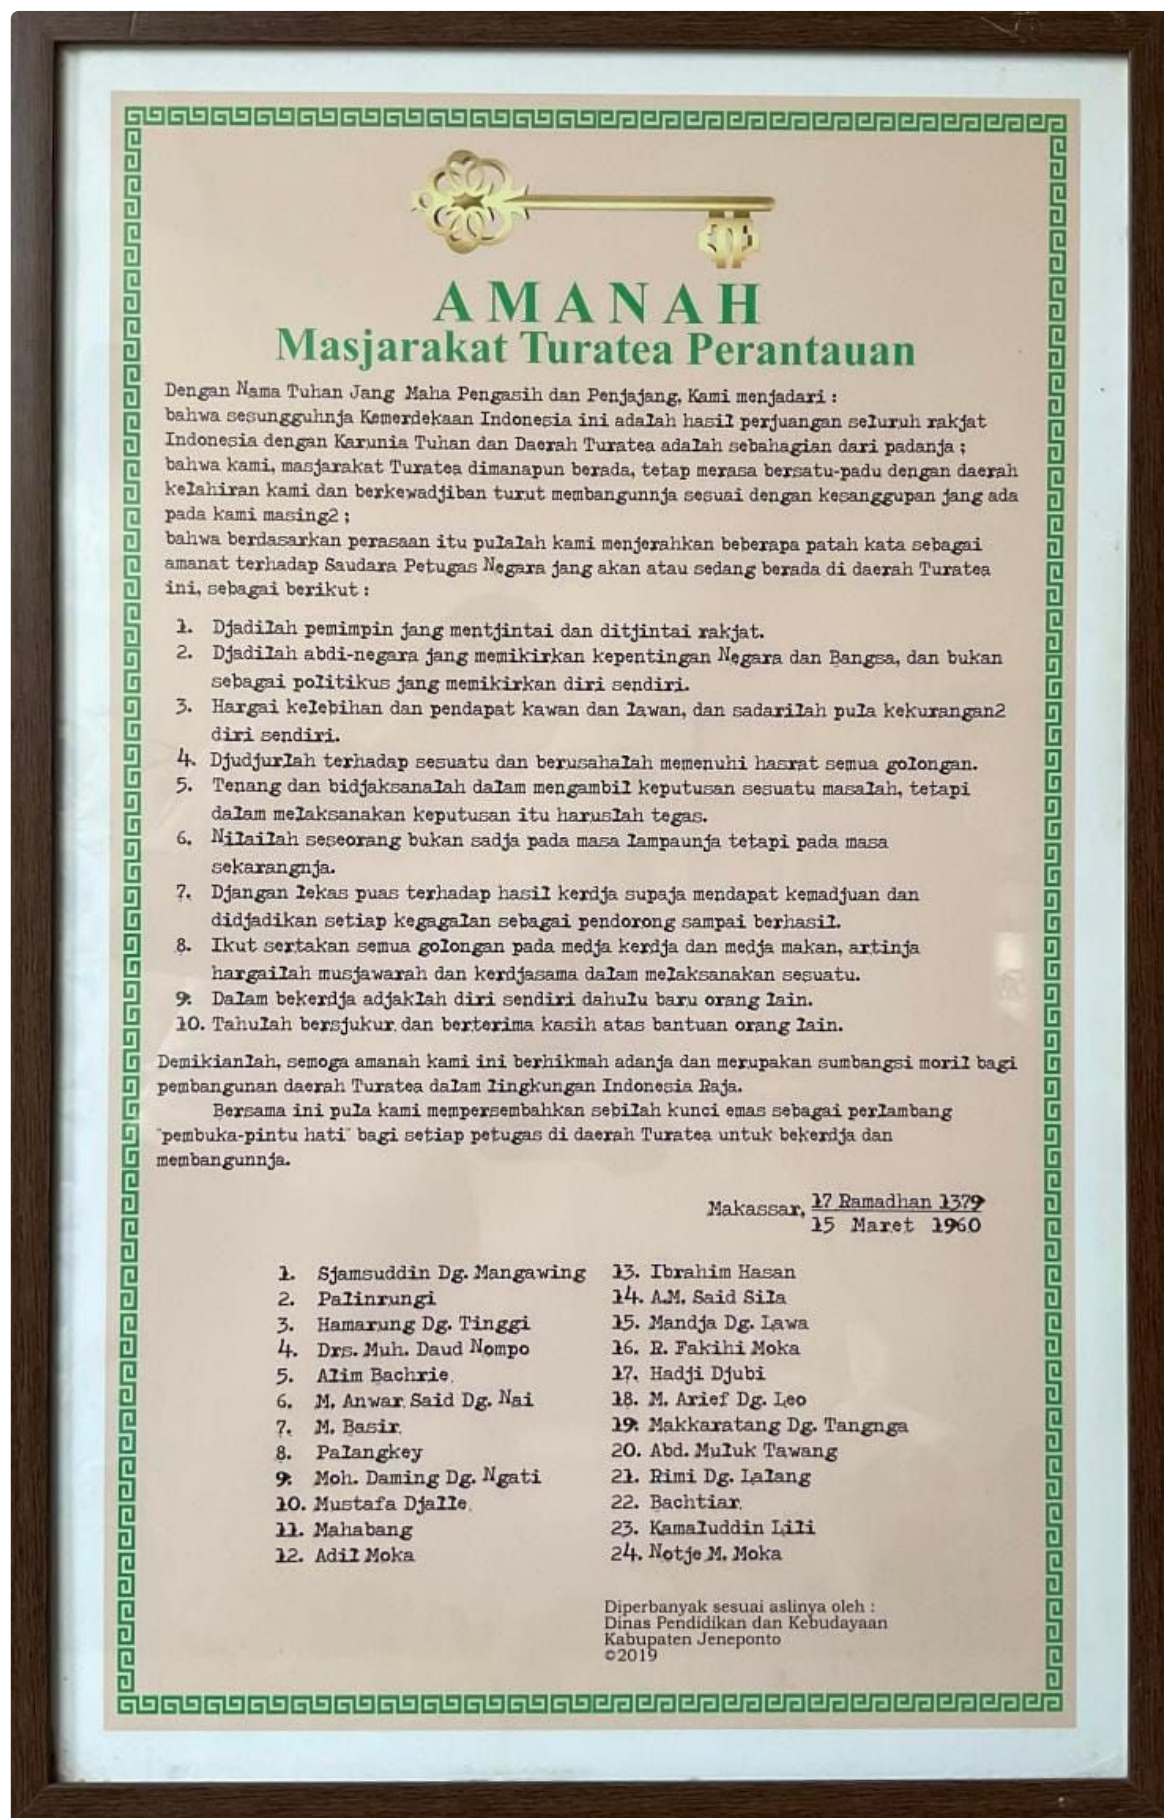 AMANAH
Masjarakat Turatea Perantauan
Dengan Nama Tuhan Jang Maha Pengasih dan Penjajang, Kami menjadari :
bahwa sesungguhnja Kemerdekaan Indonesia ini adalah hasil perjuangan seluruh rakjat
Indonesia dengan Karunia Tuhan dan Daerah Turatea adalah sebahagian dari padanja ;
bahwa kami, masjarakat Turatea dimanapun berada, tetap merasa bersatu-padu dengan daerah
kelahiran kami dan berkewadjiban turut membangunnja sesuai dengan kesanggupan jang ada
pada kami masing2 ;
bahwa berdasarkan perasaan itu pulalah kami menjerahkan beberapa patah kata sebagai
amanat terhadap Saudara Petugas Negara jang akan atau sedang berada di daerah Turatea
ini, sebagai berikut :
1. Djadilah pemimpin jang mentjintai dan ditjintai rakjat.
2. Djadilah abdi-negara jang memikirkan kepentingan Negara dan Bangsa, dan bukan
sebagai politikus jang memikirkan diri sendiri.
3. Hargai kelebihan dan pendapat kawan dan lawan, dan sadarilah pula kekurangan2
diri sendiri.
4. Djudjurlah terhadap sesuatu dan berusahalah memenuhi hasrat semua golongan.
5. Tenang dan bidjaksanalah dalam mengambil keputusan sesuatu masalah, tetapi
dalam melaksanakan keputusan itu haruslah tegas.
6. Nilailah seseorang bukan sadja pada masa lampaunja tetapi pada masa
sekarangnja.
7. Djangan lekas puas terhadap hasil kerdja supaja mendapat kemadjuan dan
didjadikan setiap kegagalan sebagai pendorong sampai berhasil.
8. Ikut sertakan semua golongan pada medja kerdja dan medja makan, artinja
hargailah musjawarah dan kerdjasama dalam melaksanakan sesuatu.
9. Dalam bekerdja adjaklah diri sendiri dahulu baru orang lain.
10. Tahulah bersjukur dan berterima kasih atas bantuan orang lain.
Demikianlah, semoga amanah kami ini berhikmah adanja dan merupakan sumbangsi moril bagi
pembangunan daerah Turatea dalam lingkungan Indonesia Raja.
Bersama ini pula kami mempersembahkan sebilah kunci emas sebagai perlambang
"pembuka-pintu hati" bagi setiap petugas di daerah Turatea untuk bekerdja dan
membangunnja.
Makassar, 17 Ramadhan 1379
15 Maret 1960
1. Sjamsuddin Dg. Mangawing
2. Palinrungi
3. Hamarung Dg. Tinggi
4. Drs. Muh. Daud Nompo
5. Alim Bachrie
6. M. Anwar Said Dg. Nai
7. M. Basir
8. Palangkey
9. Moh. Daming Dg. Ngati
10. Mustafa Djalle
11. Mahabang
12. Adil Moka
13. Ibrahim Hasan
14. A.M. Said Sila
15. Mandja Dg. Lawa
16. R. Fakihi Moka
17. Hadji Djubi
18. M. Arief Dg. Leo
19. Makkaratang Dg. Tangnga
20. Abd. Muluk Tawang
21. Rimi Dg. Lalang
22. Bachtiar
23. Kamaluddin Lili
24. Notje M. Moka
Diperbanyak sesuai aslinya oleh :
Dinas Pendidikan dan Kebudayaan
Kabupaten Jeneponto
©2019